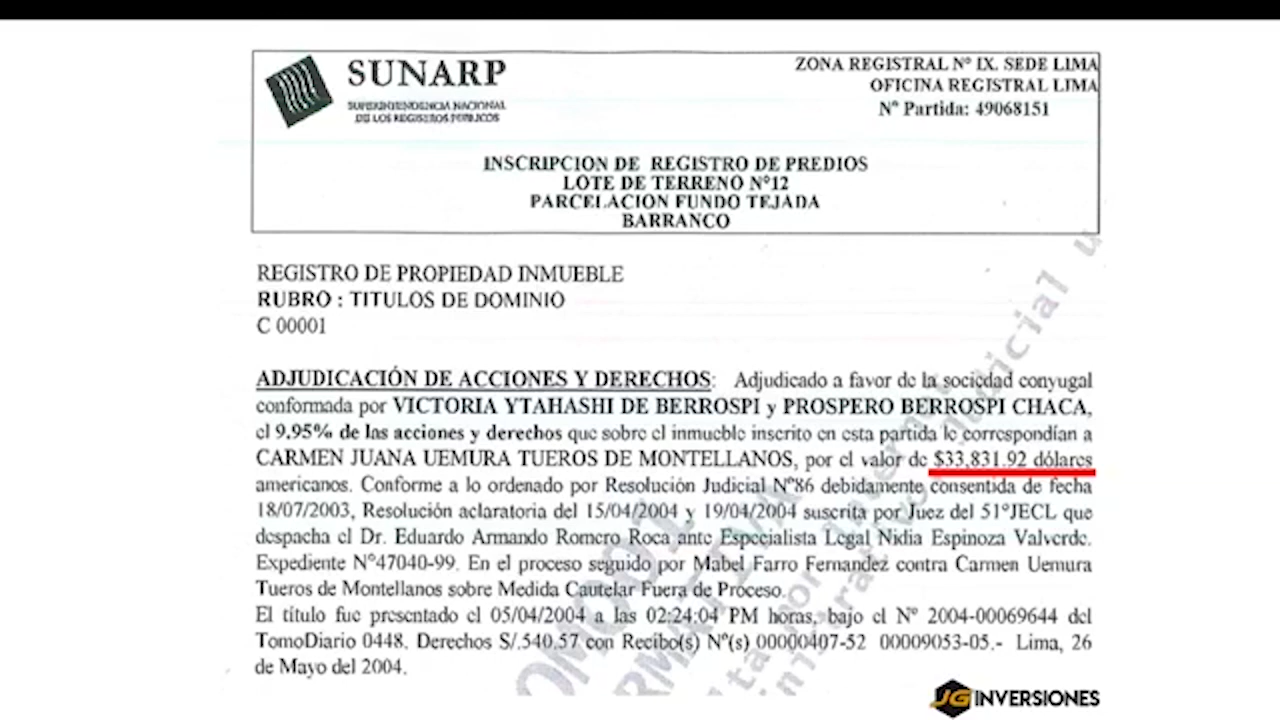 SUNARP
SUPERINTENDENCIA NACIONAL
DE LOS REGISTROS PUBLICOS
ZONA REGISTRAL Nº IX. SEDE LIMA
OFICINA REGISTRAL LIMA
Nº Partida: 49068151
INSCRIPCION DE REGISTRO DE PREDIOS
LOTE DE TERRENO Nº12
PARCELACION FUNDO TEJADA
BARRANCO
REGISTRO DE PROPIEDAD INMUEBLE
RUBRO : TITULOS DE DOMINIO
C 00001
ADJUDICACIÓN DE ACCIONES Y DERECHOS: Adjudicado a favor de la sociedad conyugal
conformada por VICTORIA YTAHASHI DE BERROSPI y PROSPERO BERROSPI CHACA,
el 9.95% de las acciones y derechos que sobre el inmueble inscrito en esta partida le correspondían a
CARMEN JUANA UEMURA TUEROS DE MONTELLANOS, por el valor de $33,831.92 dólares
americanos. Conforme a lo ordenado por Resolución Judicial Nº86 debidamente consentida de fecha
18/07/2003, Resolución aclaratoria del 15/04/2004 y 19/04/2004 suscrita por Juez del 51ºJECL que
despacha el Dr. Eduardo Armando Romero Roca ante Especialista Legal Nidia Espinoza Valverde.
Expediente Nº47040-99. En el proceso seguido por Mabel Farro Fernandez contra Carmen Uemura
Tueros de Montellanos sobre Medida Cautelar Fuera de Proceso.
El título fue presentado el 05/04/2004 a las 02:24:04 PM horas, bajo el Nº 2004-00069644 del
TomoDiario 0448. Derechos S/.540.57 con Recibo(s) Nº(s) 00000407-52 00009053-05.- Lima, 26
de Mayo del 2004.
JG INVERSIONES